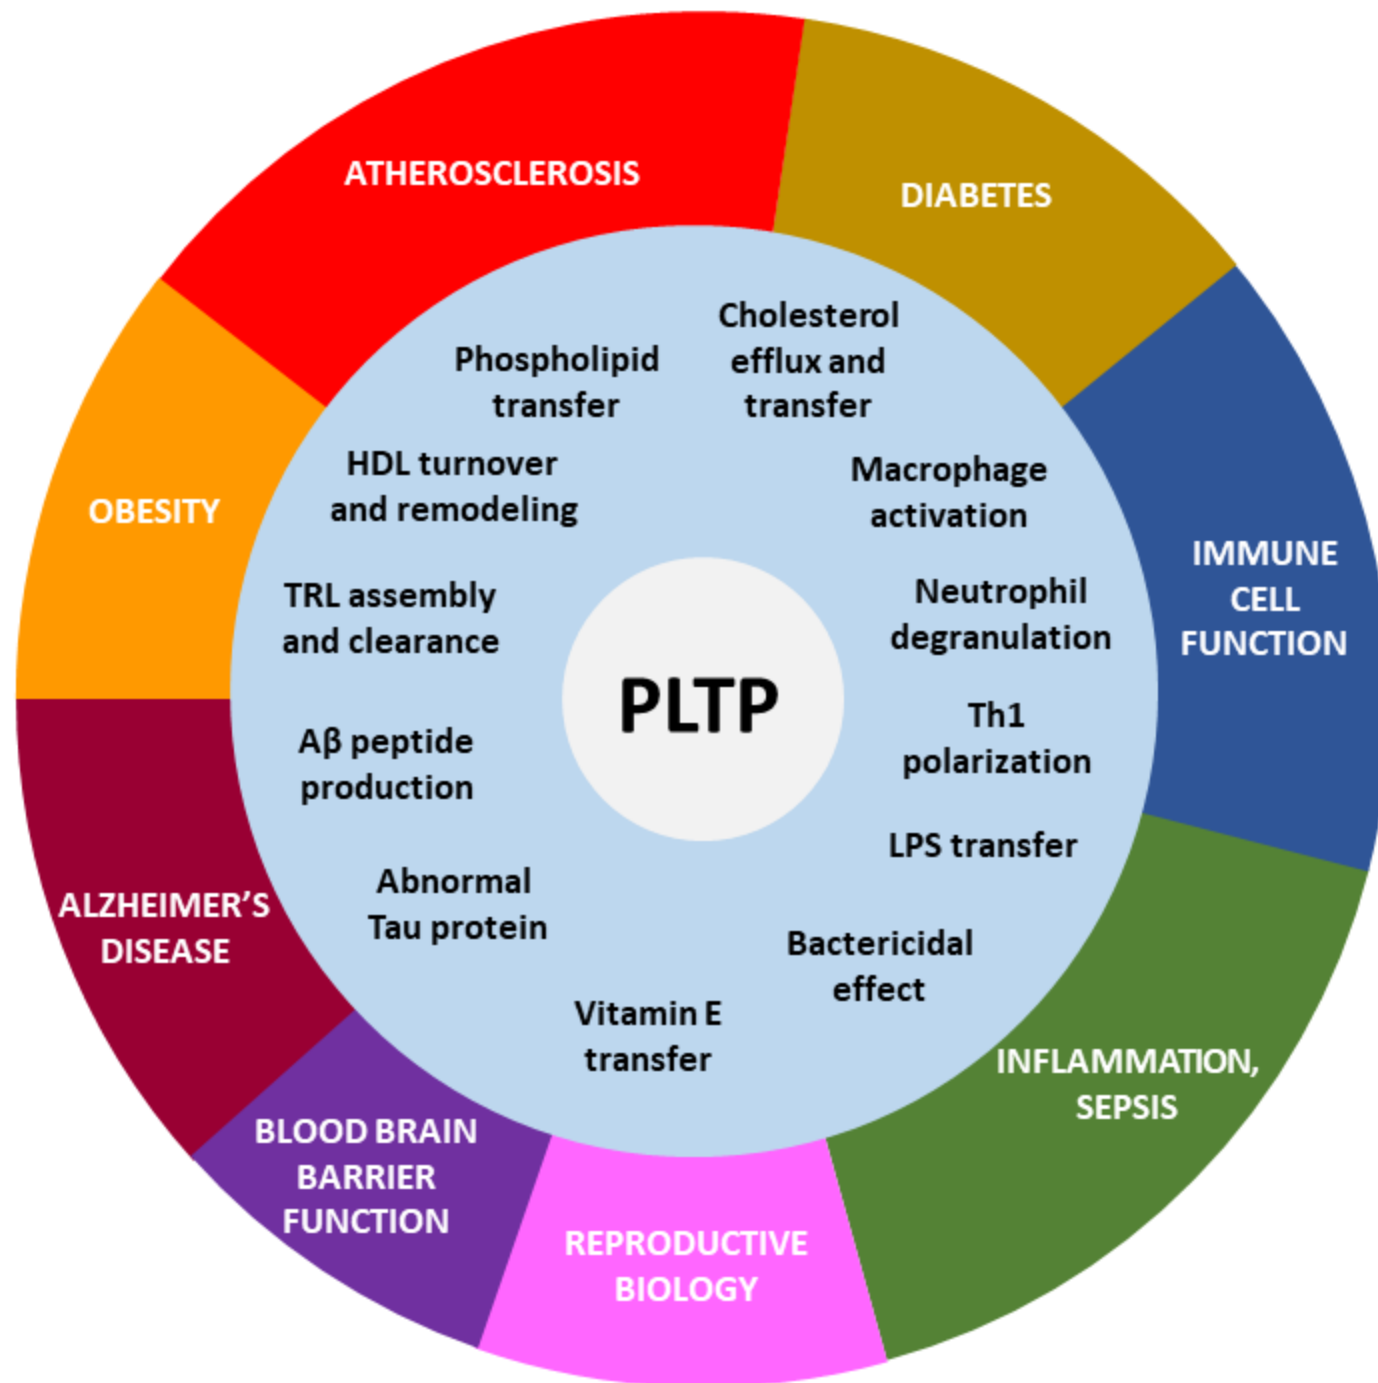 ATHEROSCLEROSIS
DIABETES
IMMUNE
CELL
FUNCTION
INFLAMMATION,
SEPSIS
REPRODUCTIVE
BIOLOGY
BLOOD BRAIN
BARRIER
FUNCTION
ALZHEIMER’S
DISEASE
OBESITY
Phospholipid
transfer
Cholesterol
efflux and
transfer
Macrophage
activation
Neutrophil
degranulation
Th1
polarization
LPS transfer
Bactericidal
effect
Vitamin E
transfer
Abnormal
Tau protein
Aβ peptide
production
TRL assembly
and clearance
HDL turnover
and remodeling
PLTP